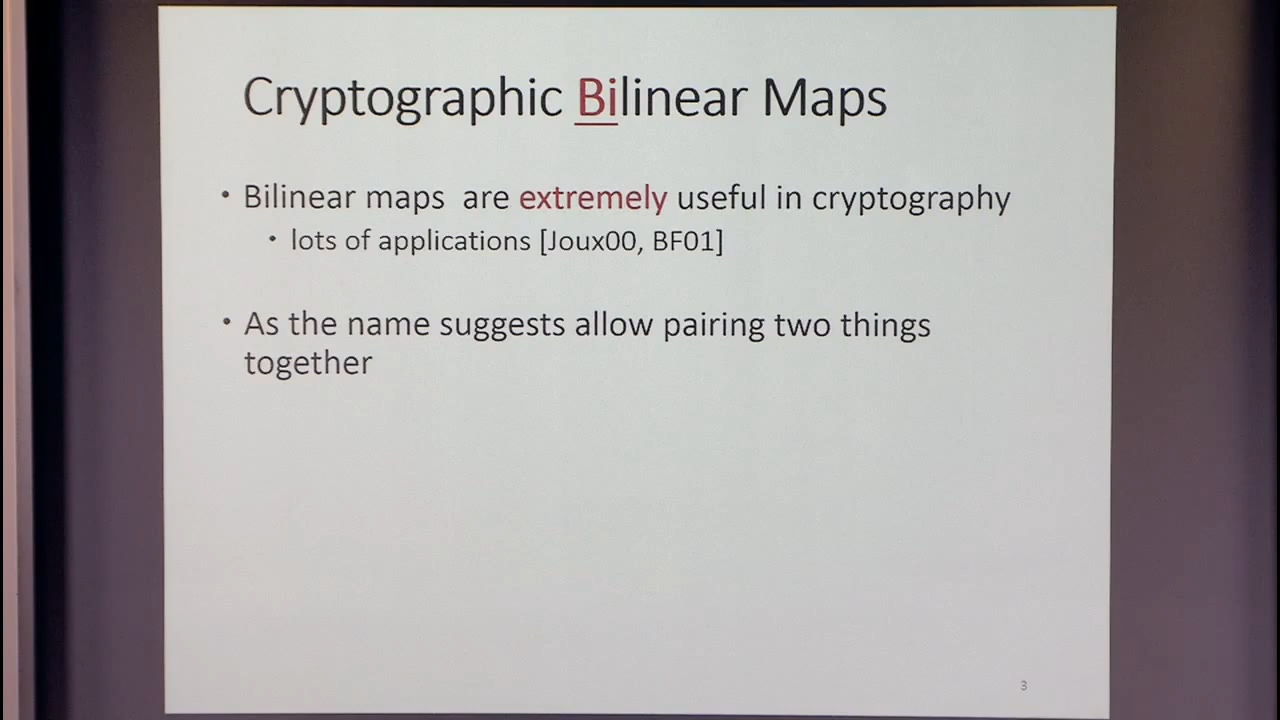 Cryptographic Bilinear Maps
• Bilinear maps are extremely useful in cryptography
• lots of applications [Joux00, BF01]
• As the name suggests allow pairing two things
together
3